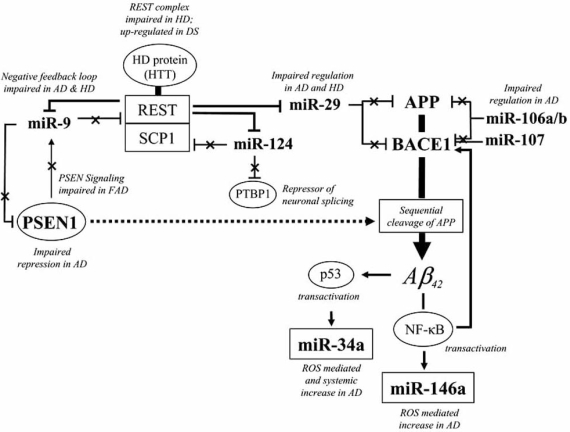 REST complex
impaired in HD;
up-regulated in DS
HD protein
(HTT)
Negative feedback loop
impaired in AD & HD
Impaired regulation
in AD and HD
Impaired
regulation in AD
REST
miR-9
miR-29
APP
miR-106a/b
SCP1
miR-124
BACE1
miR-107
PSEN Signaling
impaired in FAD
PTBP1
Repressor of
neuronal splicing
PSEN1
Sequential
cleavage of APP
Impaired
repression in AD
p53
Aβ42
transactivation
NF-κB
miR-34a
transactivation
ROS mediated
and systemic
increase in AD
miR-146a
ROS mediated
increase in AD